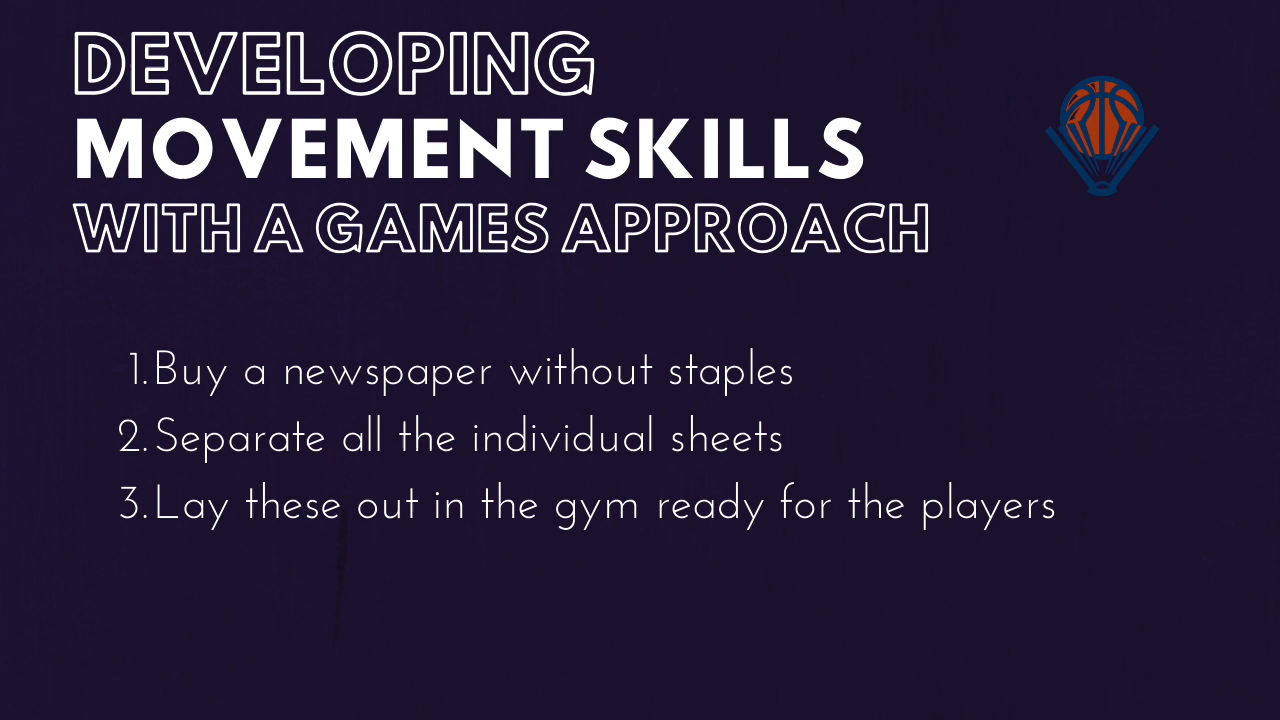 DEVELOPING
MOVEMENT SKILLS
WITH A GAMES APPROACH
1. Buy a newspaper without staples
2. Separate all the individual sheets
3. Lay these out in the gym ready for the players